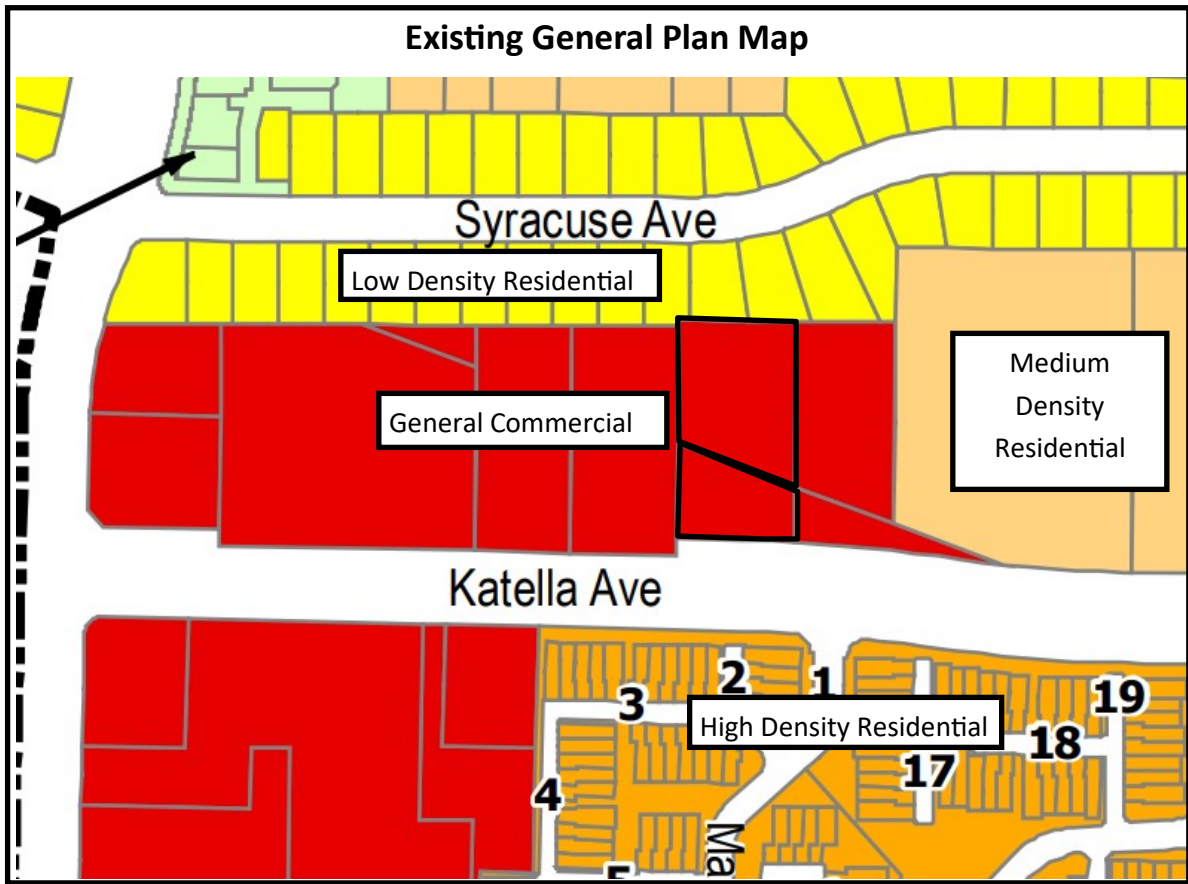 Existing General Plan Map
Syracuse Ave
Low Density Residential
General Commercial
Medium
Density
Residential
Katella Ave
2
1
3
19
High Density Residential
18
17
4
Ma
5